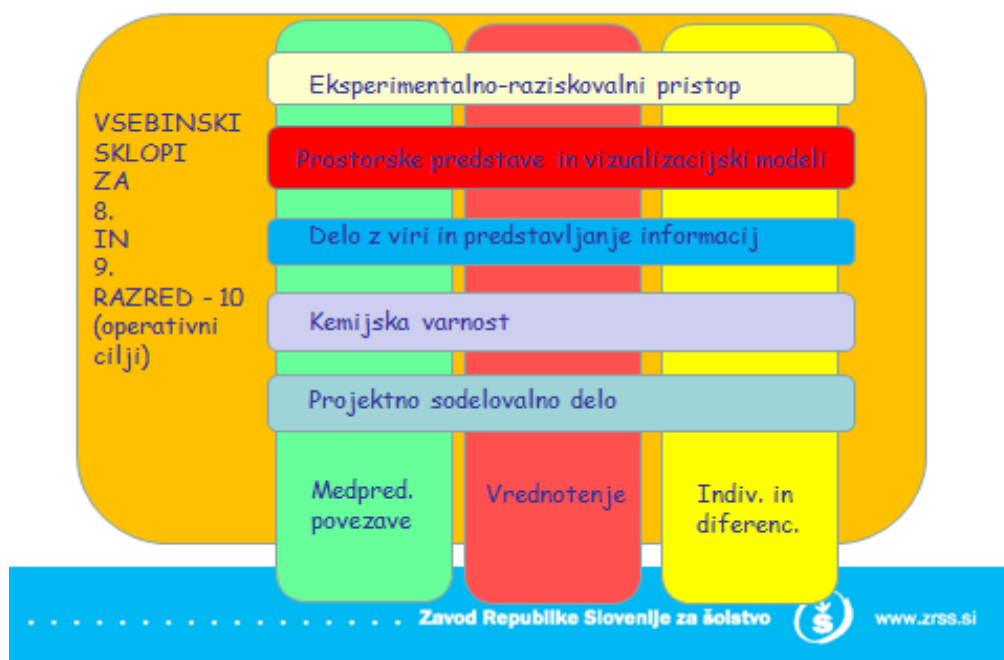 VSEBINSKI
SKLOPI
ZA
8.
IN
9.
RAZRED - 10
(operativni
cilji)
Eksperimentalno-raziskovalni pristop
Prostorske predstave in vizualizacijski modeli
Delo z viri in predstavljanje informacij
Kemijska varnost
Projektno sodelovalno delo
Medpred.
povezave
Vrednotenje
Indiv. in
diferenc.
Zavod Republike Slovenije za šolstvo
Š
www.zrss.si